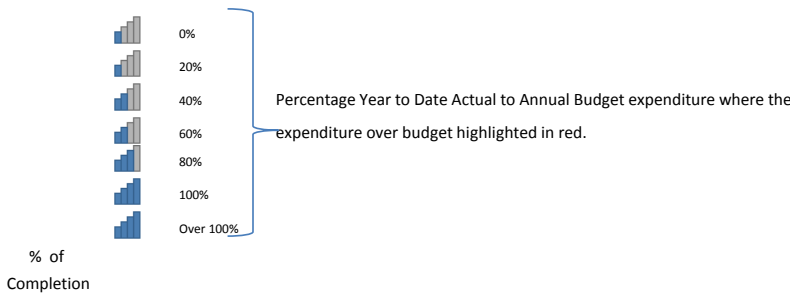 0%
20%
40%
60%
80%
100%
Over 100%
Percentage Year to Date Actual to Annual Budget expenditure where the
expenditure over budget highlighted in red.
% of
Completion